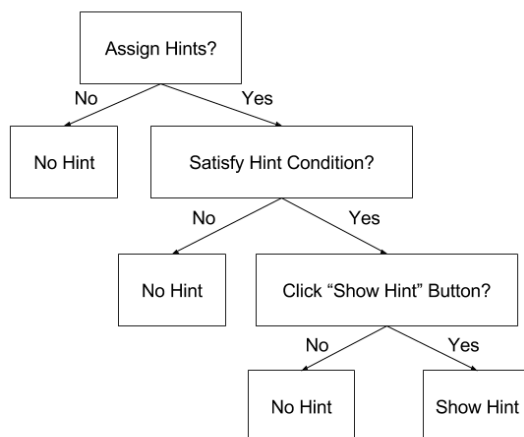 Assign Hints?
No
Yes
No Hint
Satisfy Hint Condition?
No
Yes
No Hint
Click “Show Hint” Button?
No
Yes
No Hint
Show Hint